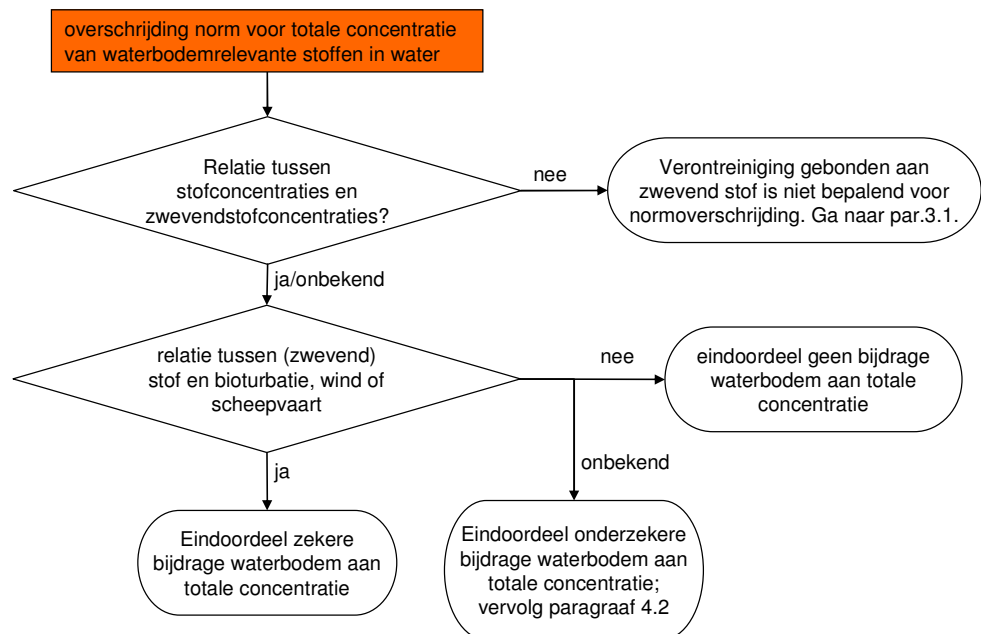 overschrijding norm voor totale concentratie
van waterbodemrelevante stoffen in water
Relatie tussen
stofconcentraties en
zwevendstofconcentraties?
nee
Verontreiniging gebonden aan
zwevend stof is niet bepalend voor
normoverschrijding. Ga naar par.3.1.
ja/onbekend
relatie tussen (zwevend)
stof en bioturbatie, wind of
scheepvaart
nee
eindoordeel geen bijdrage
waterbodem aan totale
concentratie
ja
onbekend
Eindoordeel zekere
bijdrage waterbodem aan
totale concentratie
Eindoordeel onderzekere
bijdrage waterbodem aan
totale concentratie;
vervolg paragraaf 4.2